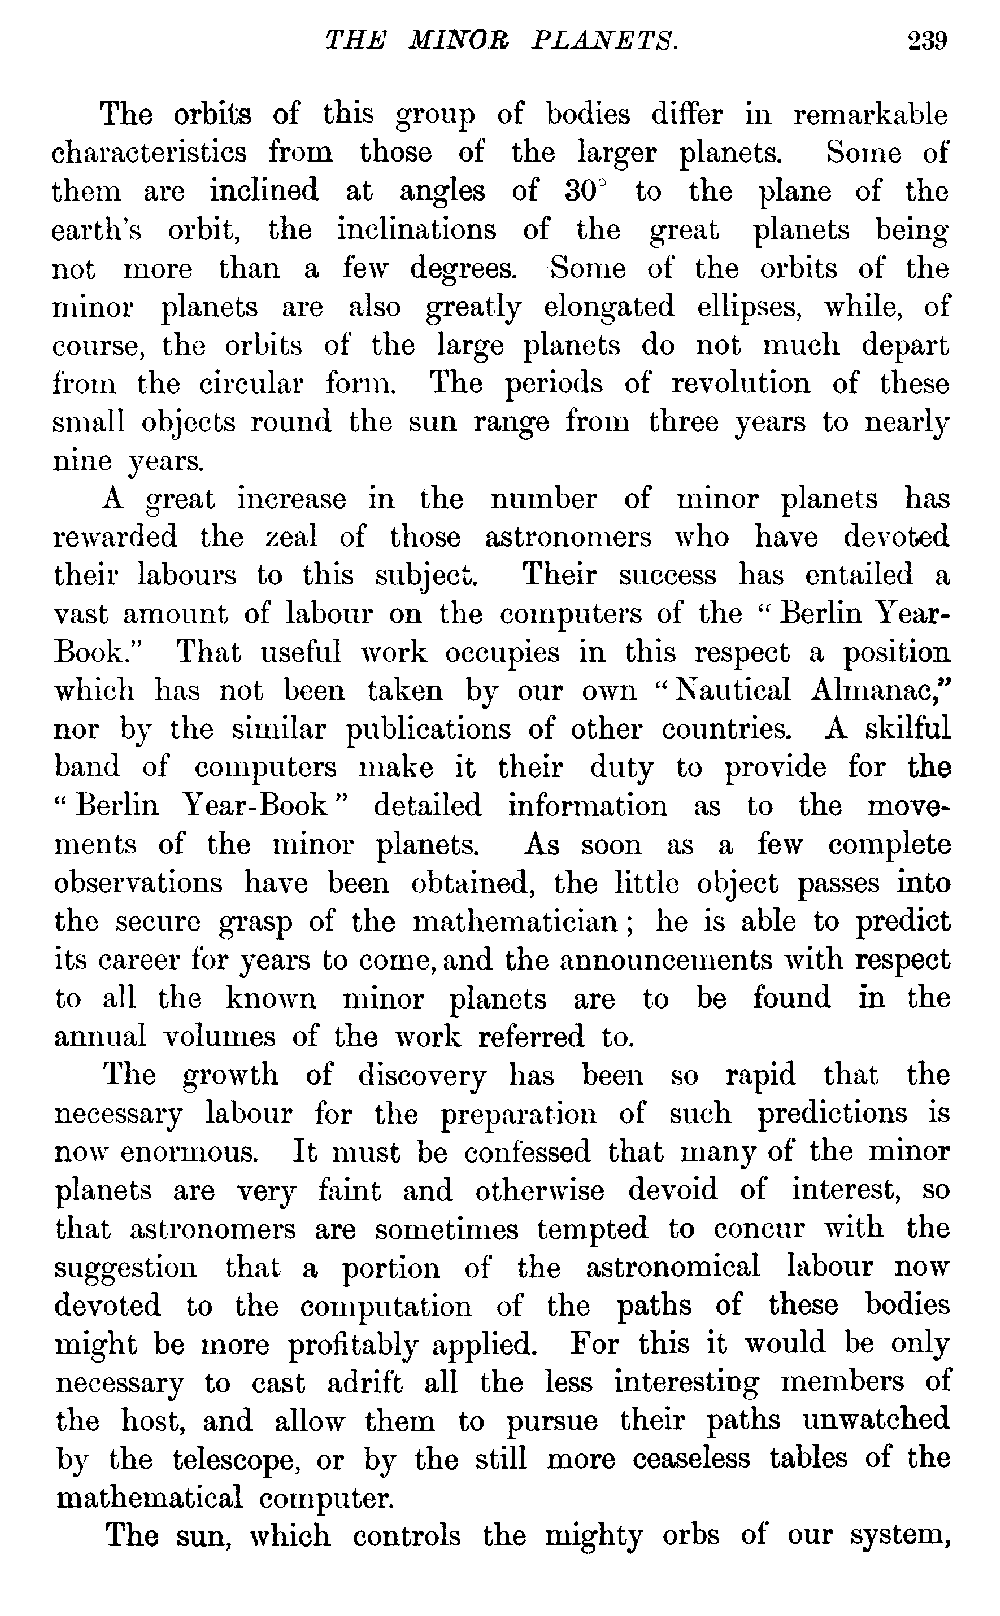 THE MINOR PLANETS. 239
The orbits of this group of bodies differ in remarkable
characteristics from those of the larger planets. Some of
them are inclined at angles of 30° to the plane of the
earth's orbit, the inclinations of the great planets being
not more than a few degrees. Some of the orbits of the
minor planets are also greatly elongated ellipses, while, of
course, the orbits of the large planets do not much depart
from the circular form. The periods of revolution of these
small objects round the sun range from three years to nearly
nine years.
A great increase in the number of minor planets has
rewarded the zeal of those astronomers who have devoted
their labours to this subject. Their success has entailed a
vast amount of labour on the computers of the "Berlin Year-
Book." That useful work occupies in this respect a position
which has not been taken by our own "Nautical Almanac,"
nor by the similar publications of other countries. A skilful
band of computers make it their duty to provide for the
"Berlin Year-Book" detailed information as to the move-
ments of the minor planets. As soon as a few complete
observations have been obtained, the little object passes into
the secure grasp of the mathematician; he is able to predict
its career for years to come, and the announcements with respect
to all the known minor planets are to be found in the
annual volumes of the work referred to.
The growth of discovery has been so rapid that the
necessary labour for the preparation of such predictions is
now enormous. It must be confessed that many of the minor
planets are very faint and otherwise devoid of interest, so
that astronomers are sometimes tempted to concur with the
suggestion that a portion of the astronomical labour now
devoted to the computation of the paths of these bodies
might be more profitably applied. For this it would be only
necessary to cast adrift all the less interesting members of
the host, and allow them to pursue their paths unwatched
by the telescope, or by the still more ceaseless tables of the
mathematical computer.
The sun, which controls the mighty orbs of our system,